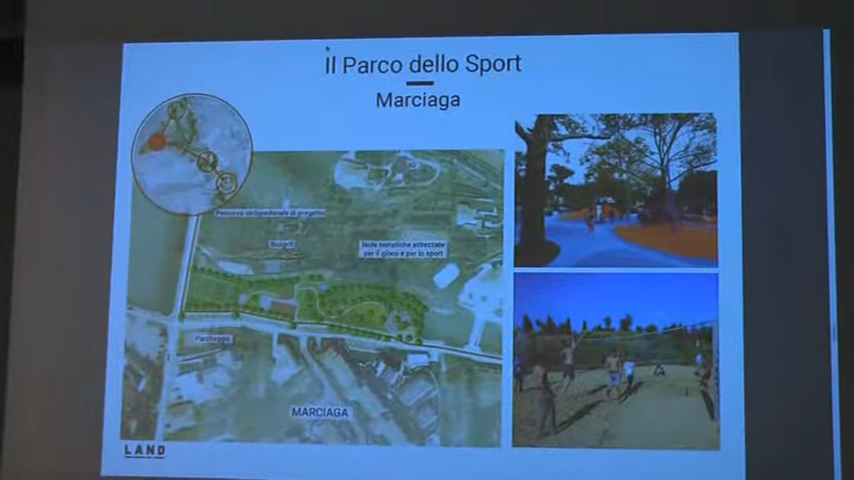 Il Parco dello Sport
Marciaga
Percorso ciclopedonale di progetto
Isole tematiche attrezzate
per il gioco e per lo sport
Parcheggio
MARCIAGA
LAND